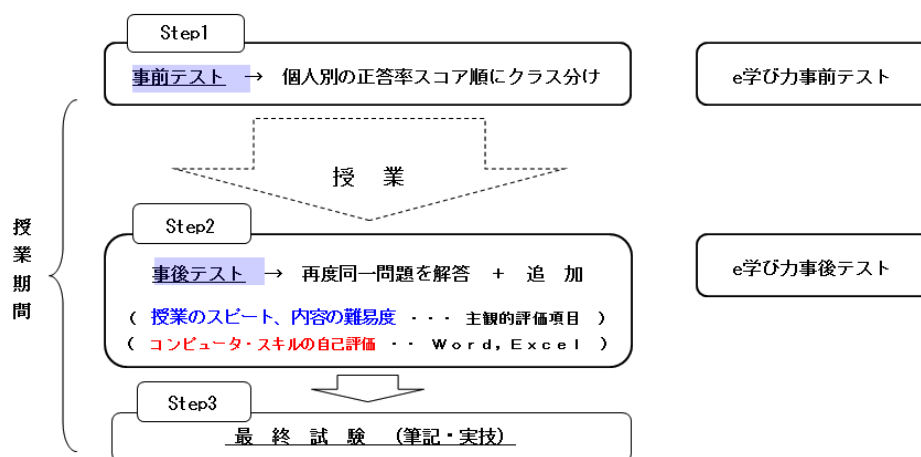 Step1
事前テスト → 個人別の正答率スコア順にクラス分け
e学び力事前テスト
授 業
授業期間
Step2
事後テスト → 再度同一問題を解答 + 追 加
e学び力事後テスト
( 授業のスピート、内容の難易度 ・・・ 主観的評価項目 )
( コンピュータ・スキルの自己評価 ・・ Word, Excel )
Step3
最 終 試 験 (筆記・実技)